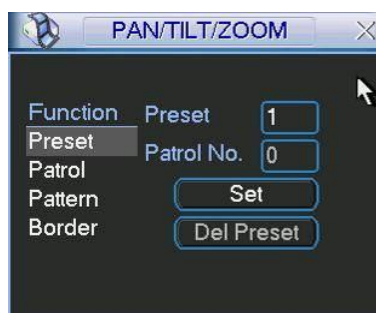 PAN/TILT/ZOOM
Function Preset 1
Preset
Patrol No. 0
Patrol
Pattern Set
Border Del Preset